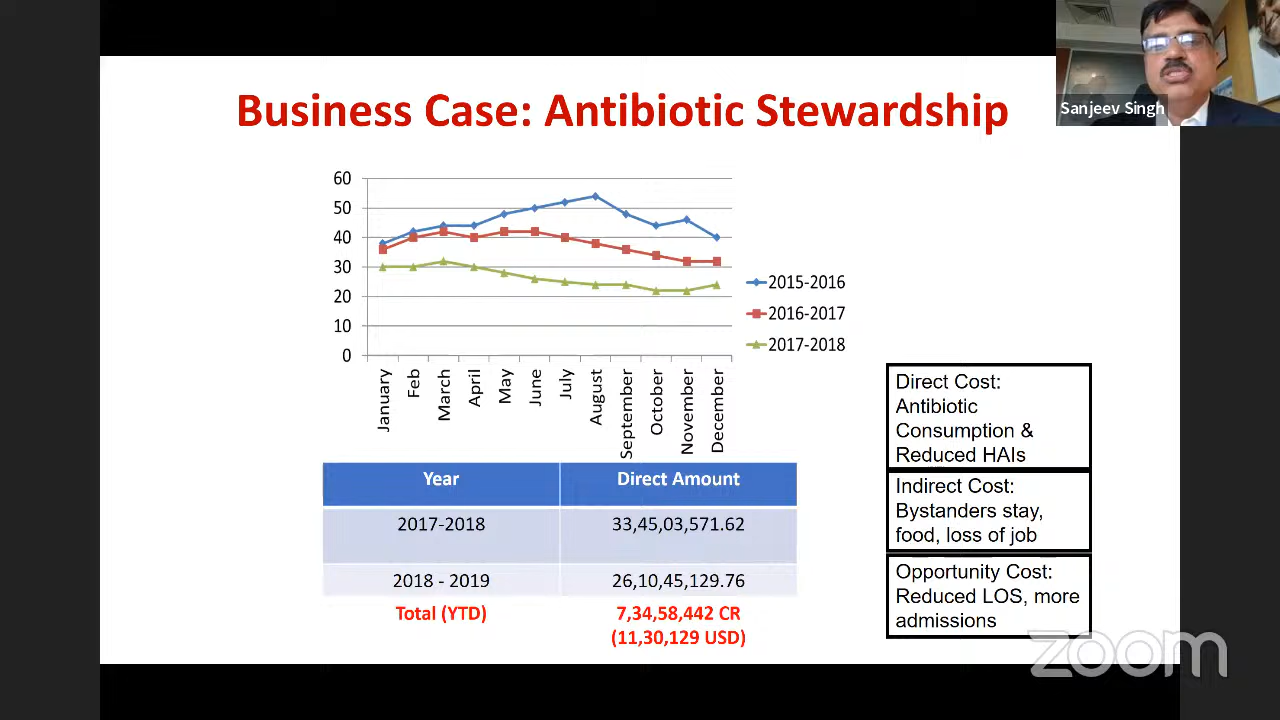 Sanjeev Singh
Business Case: Antibiotic Stewardship
60
50
40
30
20
10
0
January
Feb
March
April
May
June
July
August
September
October
November
December
2015-2016
2016-2017
2017-2018
Year Direct Amount
2017-2018 33,45,03,571.62
2018 - 2019 26,10,45,129.76
Total (YTD) 7,34,58,442 CR
(11,30,129 USD)
Direct Cost:
Antibiotic
Consumption &
Reduced HAIs
Indirect Cost:
Bystanders stay,
food, loss of job
Opportunity Cost:
Reduced LOS, more
admissions
zoom